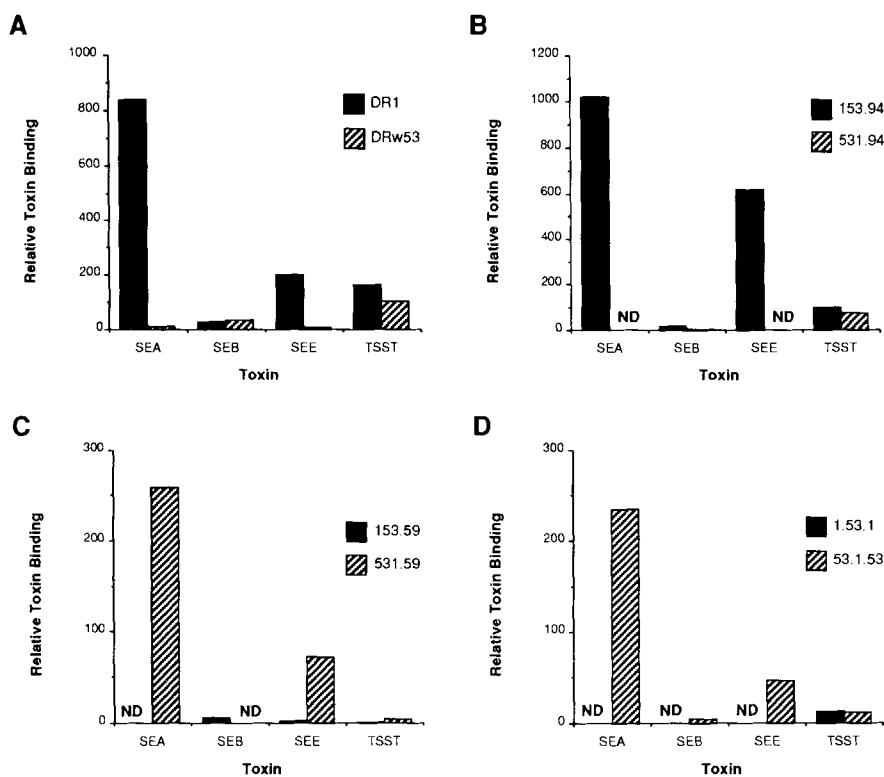 A
Relative Toxin Binding
1000
800
600
400
200
0
DR1
DRw53
SEA SEB SEE TSST
Toxin
B
Relative Toxin Binding
1200
1000
800
600
400
200
0
153.94
531.94
ND ND
SEA SEB SEE TSST
Toxin
C
Relative Toxin Binding
300
200
100
0
153.59
531.59
ND ND
SEA SEB SEE TSST
Toxin
D
Relative Toxin Binding
300
200
100
0
1.53.1
53.1.53
ND ND ND
SEA SEB SEE TSST
Toxin